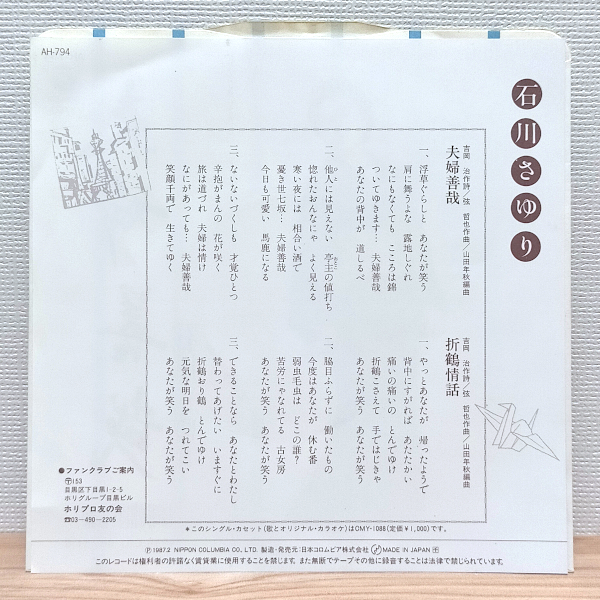 AH-794
石川さゆり
夫婦善哉
吉岡 治作詩／弦 哲也作曲／山田年秋編曲
一、浮草ぐらしと あなたが笑う
肩に舞うよな 露地しぐれ
なにもなくても こころは錦
ついてゆきます… 夫婦善哉
あなたの背中が 道しるべ
二、他人には見えない 亭主の値打ち
惚れたおんなにゃ よく見える
寒い夜には 相合い酒で
憂き世七坂… 夫婦善哉
今日も可愛い 馬鹿になる
三、ないないづくしも 才覚ひとつ
辛抱がまんの 花が咲く
旅は道づれ 夫婦は情け
なにがあっても… 夫婦善哉
笑顔千両で 生きてゆく
折鶴情話
吉岡 治作詩／弦 哲也作曲／山田年秋編曲
一、やっとあなたが 帰ったようで
背中にすがれば あたたかい
痛いの痛いの とんでゆけ
折鶴こさえて 手ではじきゃ
あなたが笑う あなたが笑う
二、脇目もふらずに 働いたもの
今度はあなたが 休む番
弱虫毛虫は どこの誰？
苦労にゃなれてる 古女房
あなたが笑う あなたが笑う
三、できることなら あなたとわたし
替わってあげたい いますぐに
折鶴おり鶴 とんでゆけ
元気な明日を つれてこい
あなたが笑う あなたが笑う
●ファンクラブご案内
〒153
目黒区下目黒1-2-5
ホリグループ目黒ビル
ホリプロ友の会
☎03-490-2205
＊このシングル・カセット（歌とオリジナル・カラオケ）はCMY-1088（定価￥1,000）です。
Ⓟ1987.2 NIPPON COLUMBIA CO., LTD. 製造・発売元／日本コロムビア株式会社 MADE IN JAPAN
このレコードは権利者の許諾なく賃貸業に使用することを禁じます。また無断でテープその他に録音することは法律で禁じられています。